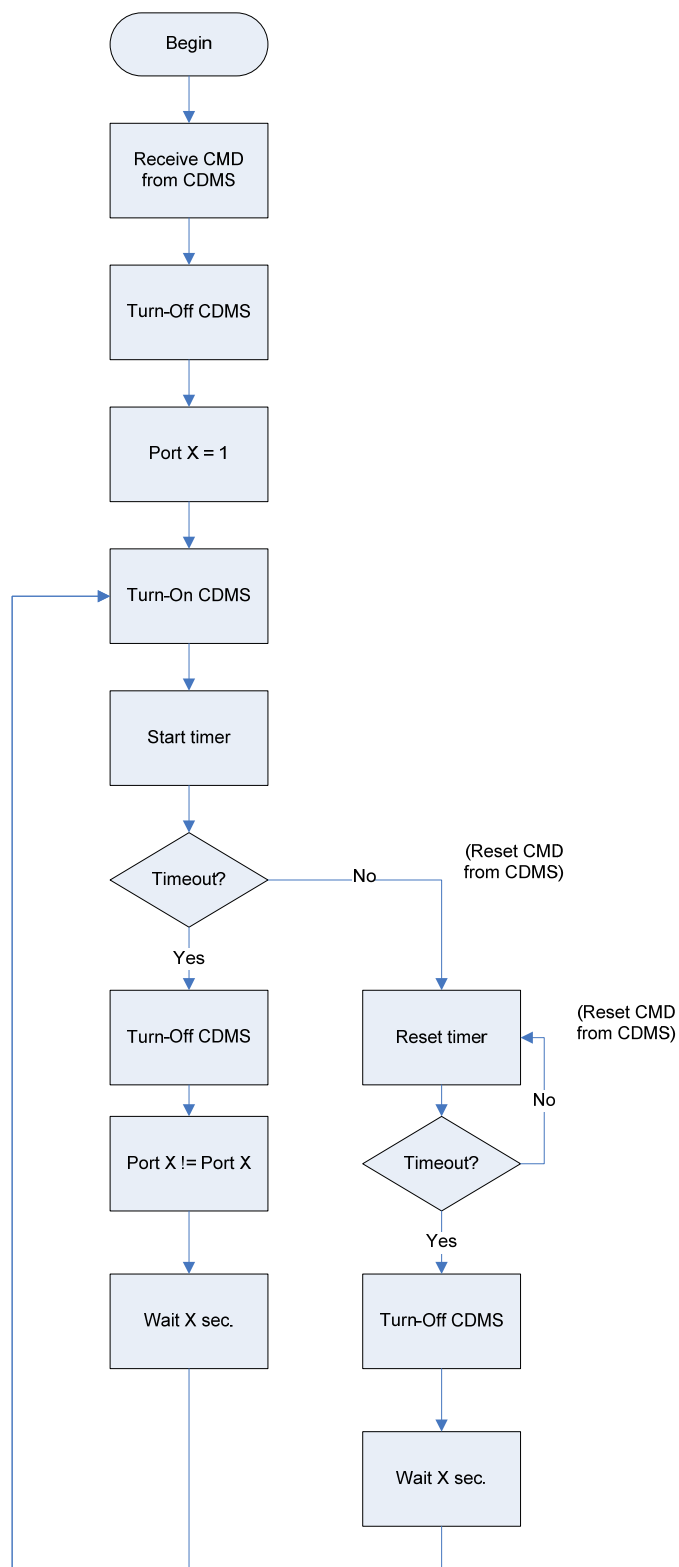 Begin
Receive CMD
from CDMS
Turn-Off CDMS
Port X = 1
Turn-On CDMS
Start timer
Timeout?
No
(Reset CMD
from CDMS)
Yes
Turn-Off CDMS
Reset timer
(Reset CMD
from CDMS)
No
Port X != Port X
Timeout?
Yes
Wait X sec.
Turn-Off CDMS
Wait X sec.